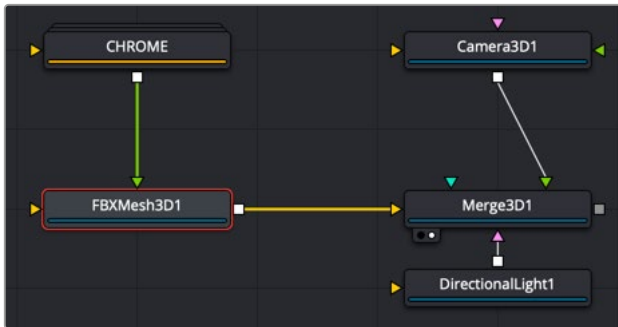 CHROME
Camera3D1
FBXMesh3D1
Merge3D1
DirectionalLight1